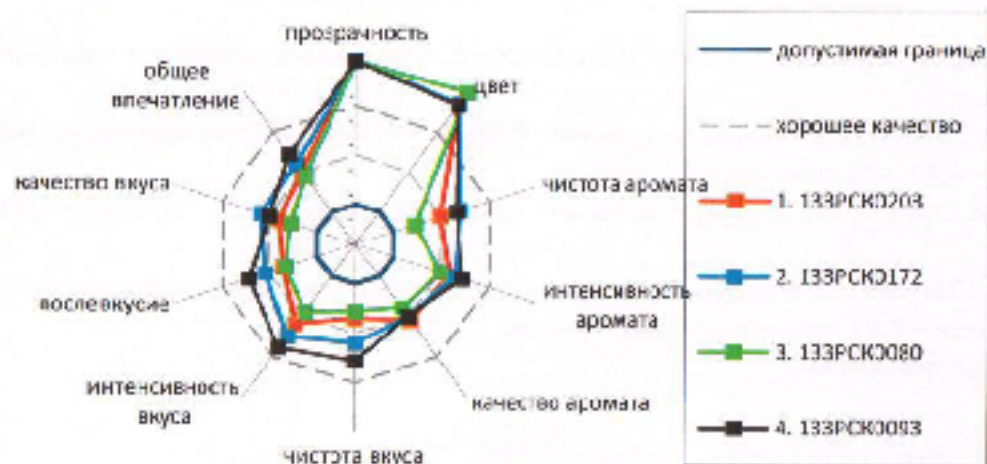 прозрачность
цвет
чистота аромата
интенсивность
аромата
качество аромата
чистота вкуса
интенсивность
вкуса
послевкусие
качество вкуса
общее
впечатление
допустимая граница
хорошее качество
1. 133РСК0203
2. 133РСК0172
3. 133РСК0080
4. 133РСК0093